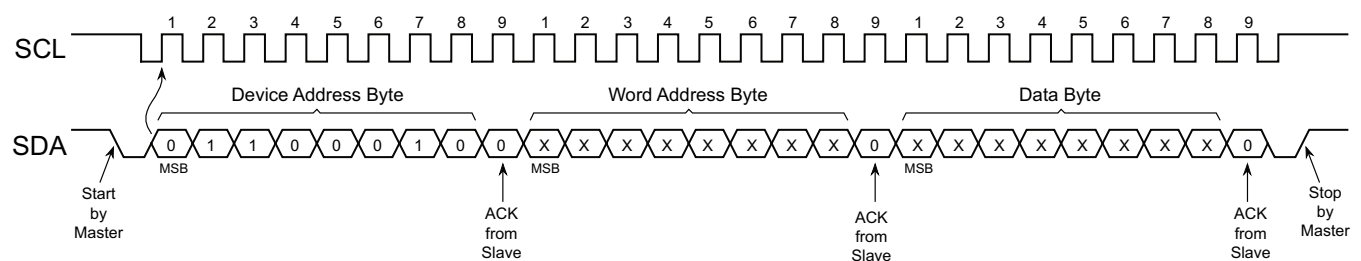 1 2 3 4 5 6 7 8 9 1 2 3 4 5 6 7 8 9 1 2 3 4 5 6 7 8 9
SCL
Device Address Byte Word Address Byte Data Byte
SDA 0 1 1 0 0 0 1 0 0 X X X X X X X X 0 X X X X X X X X 0
MSB MSB MSB
Start
by
Master
ACK
from
Slave
ACK
from
Slave
ACK
from
Slave
Stop
by
Master